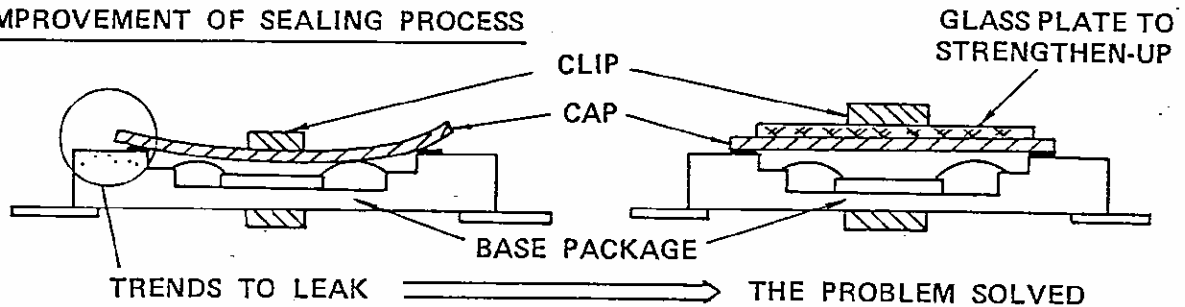 MPROVEMENT OF SEALING PROCESS
GLASS PLATE TO
STRENGTHEN-UP
CLIP
CAP
BASE PACKAGE
TRENDS TO LEAK
THE PROBLEM SOLVED